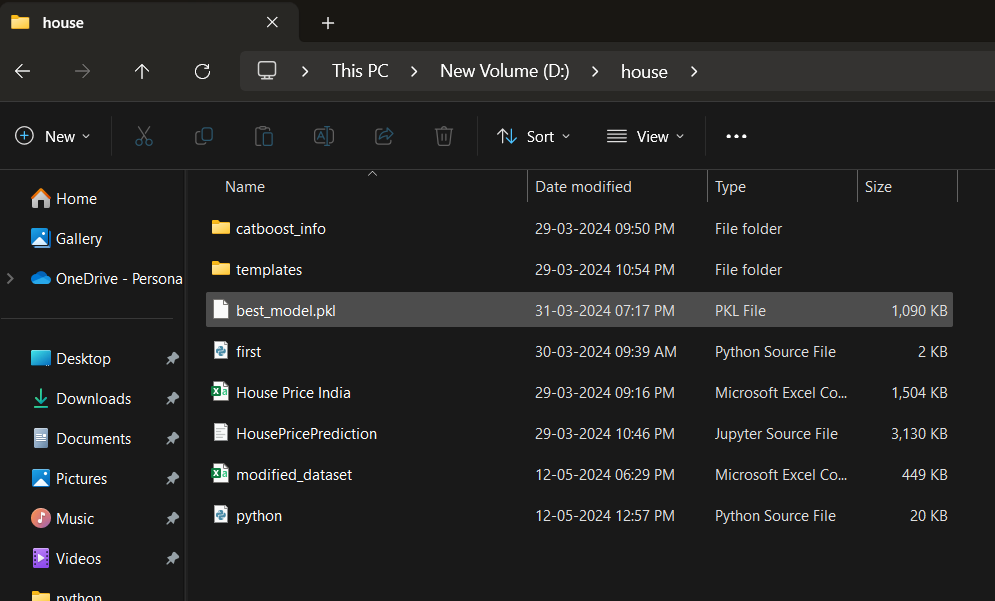 house
This PC > New Volume (D:) > house >
New Sort View
Name Date modified Type Size
Home
Gallery
OneDrive - Persona
Desktop
Downloads
Documents
Pictures
Music
Videos
python
catboost_info 29-03-2024 09:50 PM File folder
templates 29-03-2024 10:54 PM File folder
best_model.pkl 31-03-2024 07:17 PM PKL File 1,090 KB
first 30-03-2024 09:39 AM Python Source File 2 KB
House Price India 29-03-2024 09:16 PM Microsoft Excel Co... 1,504 KB
HousePricePrediction 29-03-2024 10:46 PM Jupyter Source File 3,130 KB
modified_dataset 12-05-2024 06:29 PM Microsoft Excel Co... 449 KB
python 12-05-2024 12:57 PM Python Source File 20 KB